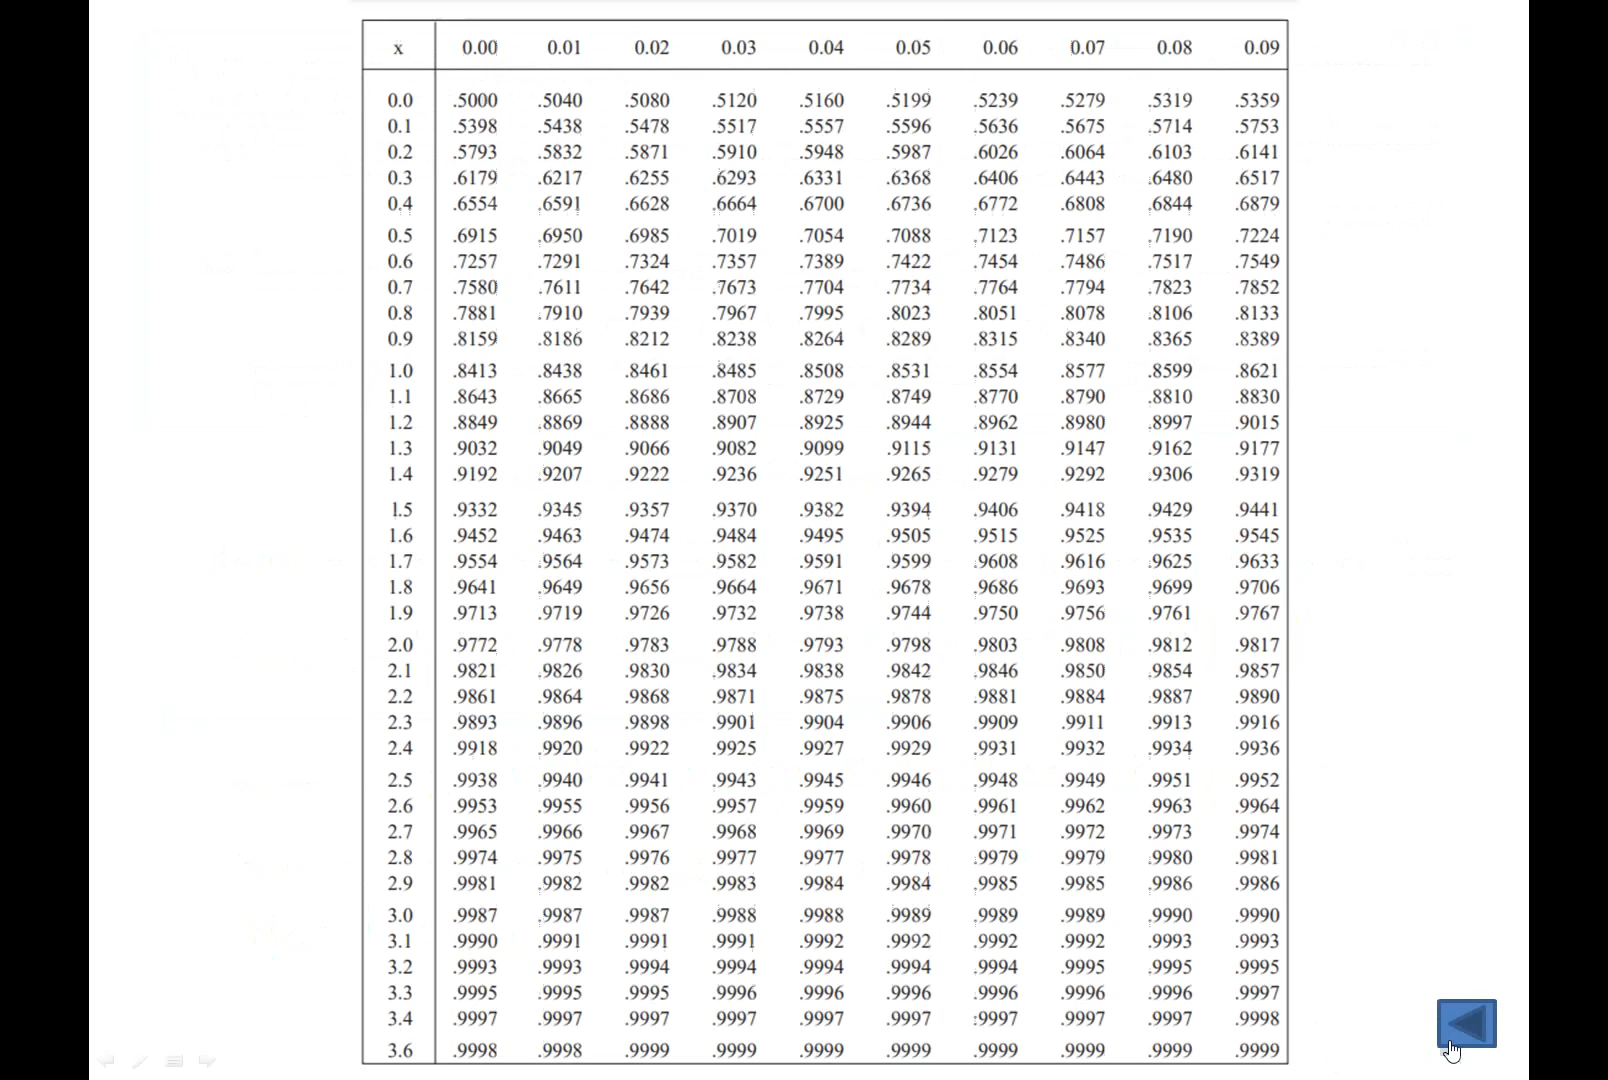 x 0.00 0.01 0.02 0.03 0.04 0.05 0.06 0.07 0.08 0.09
0.0 .5000 .5040 .5080 .5120 .5160 .5199 .5239 .5279 .5319 .5359
0.1 .5398 .5438 .5478 .5517 .5557 .5596 .5636 .5675 .5714 .5753
0.2 .5793 .5832 .5871 .5910 .5948 .5987 .6026 .6064 .6103 .6141
0.3 .6179 .6217 .6255 .6293 .6331 .6368 .6406 .6443 .6480 .6517
0.4 .6554 .6591 .6628 .6664 .6700 .6736 .6772 .6808 .6844 .6879
0.5 .6915 .6950 .6985 .7019 .7054 .7088 .7123 .7157 .7190 .7224
0.6 .7257 .7291 .7324 .7357 .7389 .7422 .7454 .7486 .7517 .7549
0.7 .7580 .7611 .7642 .7673 .7704 .7734 .7764 .7794 .7823 .7852
0.8 .7881 .7910 .7939 .7967 .7995 .8023 .8051 .8078 .8106 .8133
0.9 .8159 .8186 .8212 .8238 .8264 .8289 .8315 .8340 .8365 .8389
1.0 .8413 .8438 .8461 .8485 .8508 .8531 .8554 .8577 .8599 .8621
1.1 .8643 .8665 .8686 .8708 .8729 .8749 .8770 .8790 .8810 .8830
1.2 .8849 .8869 .8888 .8907 .8925 .8944 .8962 .8980 .8997 .9015
1.3 .9032 .9049 .9066 .9082 .9099 .9115 .9131 .9147 .9162 .9177
1.4 .9192 .9207 .9222 .9236 .9251 .9265 .9279 .9292 .9306 .9319
1.5 .9332 .9345 .9357 .9370 .9382 .9394 .9406 .9418 .9429 .9441
1.6 .9452 .9463 .9474 .9484 .9495 .9505 .9515 .9525 .9535 .9545
1.7 .9554 .9564 .9573 .9582 .9591 .9599 .9608 .9616 .9625 .9633
1.8 .9641 .9649 .9656 .9664 .9671 .9678 .9686 .9693 .9699 .9706
1.9 .9713 .9719 .9726 .9732 .9738 .9744 .9750 .9756 .9761 .9767
2.0 .9772 .9778 .9783 .9788 .9793 .9798 .9803 .9808 .9812 .9817
2.1 .9821 .9826 .9830 .9834 .9838 .9842 .9846 .9850 .9854 .9857
2.2 .9861 .9864 .9868 .9871 .9875 .9878 .9881 .9884 .9887 .9890
2.3 .9893 .9896 .9898 .9901 .9904 .9906 .9909 .9911 .9913 .9916
2.4 .9918 .9920 .9922 .9925 .9927 .9929 .9931 .9932 .9934 .9936
2.5 .9938 .9940 .9941 .9943 .9945 .9946 .9948 .9949 .9951 .9952
2.6 .9953 .9955 .9956 .9957 .9959 .9960 .9961 .9962 .9963 .9964
2.7 .9965 .9966 .9967 .9968 .9969 .9970 .9971 .9972 .9973 .9974
2.8 .9974 .9975 .9976 .9977 .9977 .9978 .9979 .9979 .9980 .9981
2.9 .9981 .9982 .9982 .9983 .9984 .9984 .9985 .9985 .9986 .9986
3.0 .9987 .9987 .9987 .9988 .9988 .9989 .9989 .9989 .9990 .9990
3.1 .9990 .9991 .9991 .9991 .9992 .9992 .9992 .9992 .9993 .9993
3.2 .9993 .9993 .9994 .9994 .9994 .9994 .9994 .9995 .9995 .9995
3.3 .9995 .9995 .9995 .9996 .9996 .9996 .9996 .9996 .9996 .9997
3.4 .9997 .9997 .9997 .9997 .9997 .9997 .9997 .9997 .9997 .9998
3.6 .9998 .9998 .9999 .9999 .9999 .9999 .9999 .9999 .9999 .9999